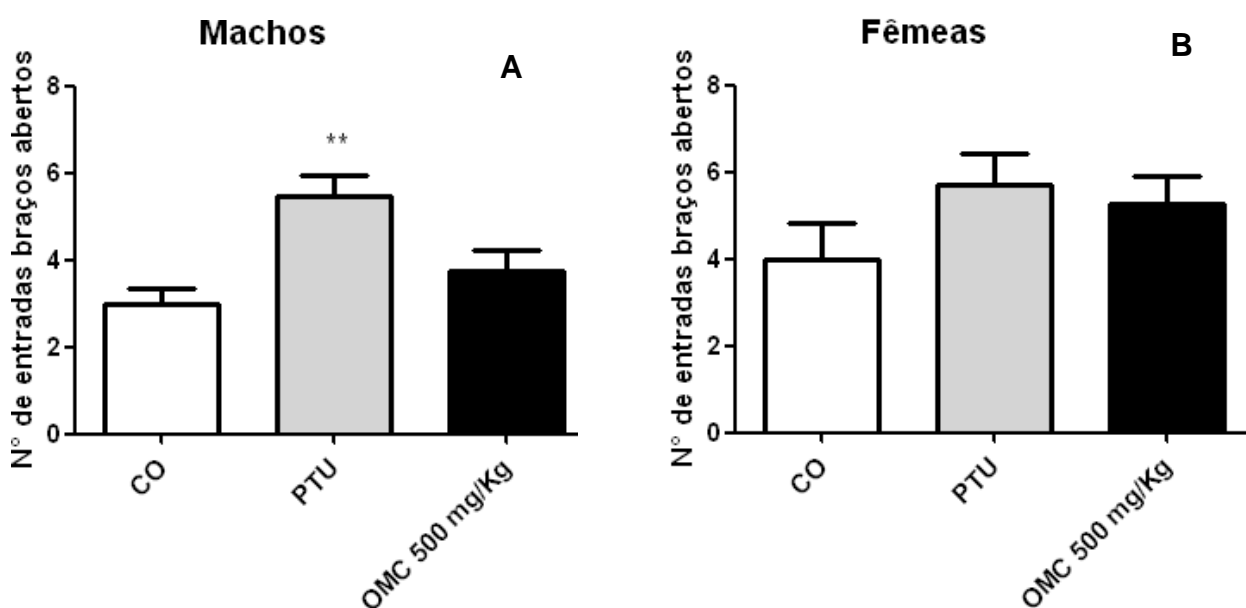 Machos
A
N° de entradas braços abertos
8
6
4
2
0
**
CO
PTU
OMC 500 mg/Kg
Fêmeas
B
N° de entradas braços abertos
8
6
4
2
0
CO
PTU
OMC 500 mg/Kg